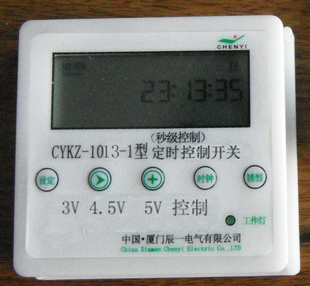 CHENYI
23:13:35
(秒级控制)
CYKZ-1013-1型 定时控制开关
设定 时钟
3V 4.5V 5V 控制
工作灯
中国·厦门辰一电气有限公司
China Xiamen Chenyi Electric Co.,LTD